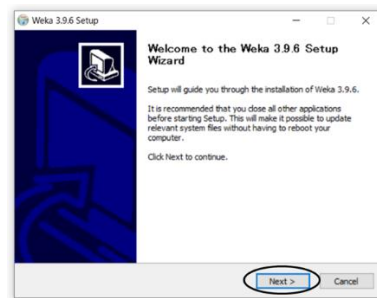 Weka 3.9.6 Setup
Welcome to the Weka 3.9.6 Setup
Wizard
Setup will guide you through the installation of Weka 3.9.6.
It is recommended that you close all other applications
before starting Setup. This will make it possible to update
relevant system files without having to reboot your
computer.
Click Next to continue.
Next >
Cancel